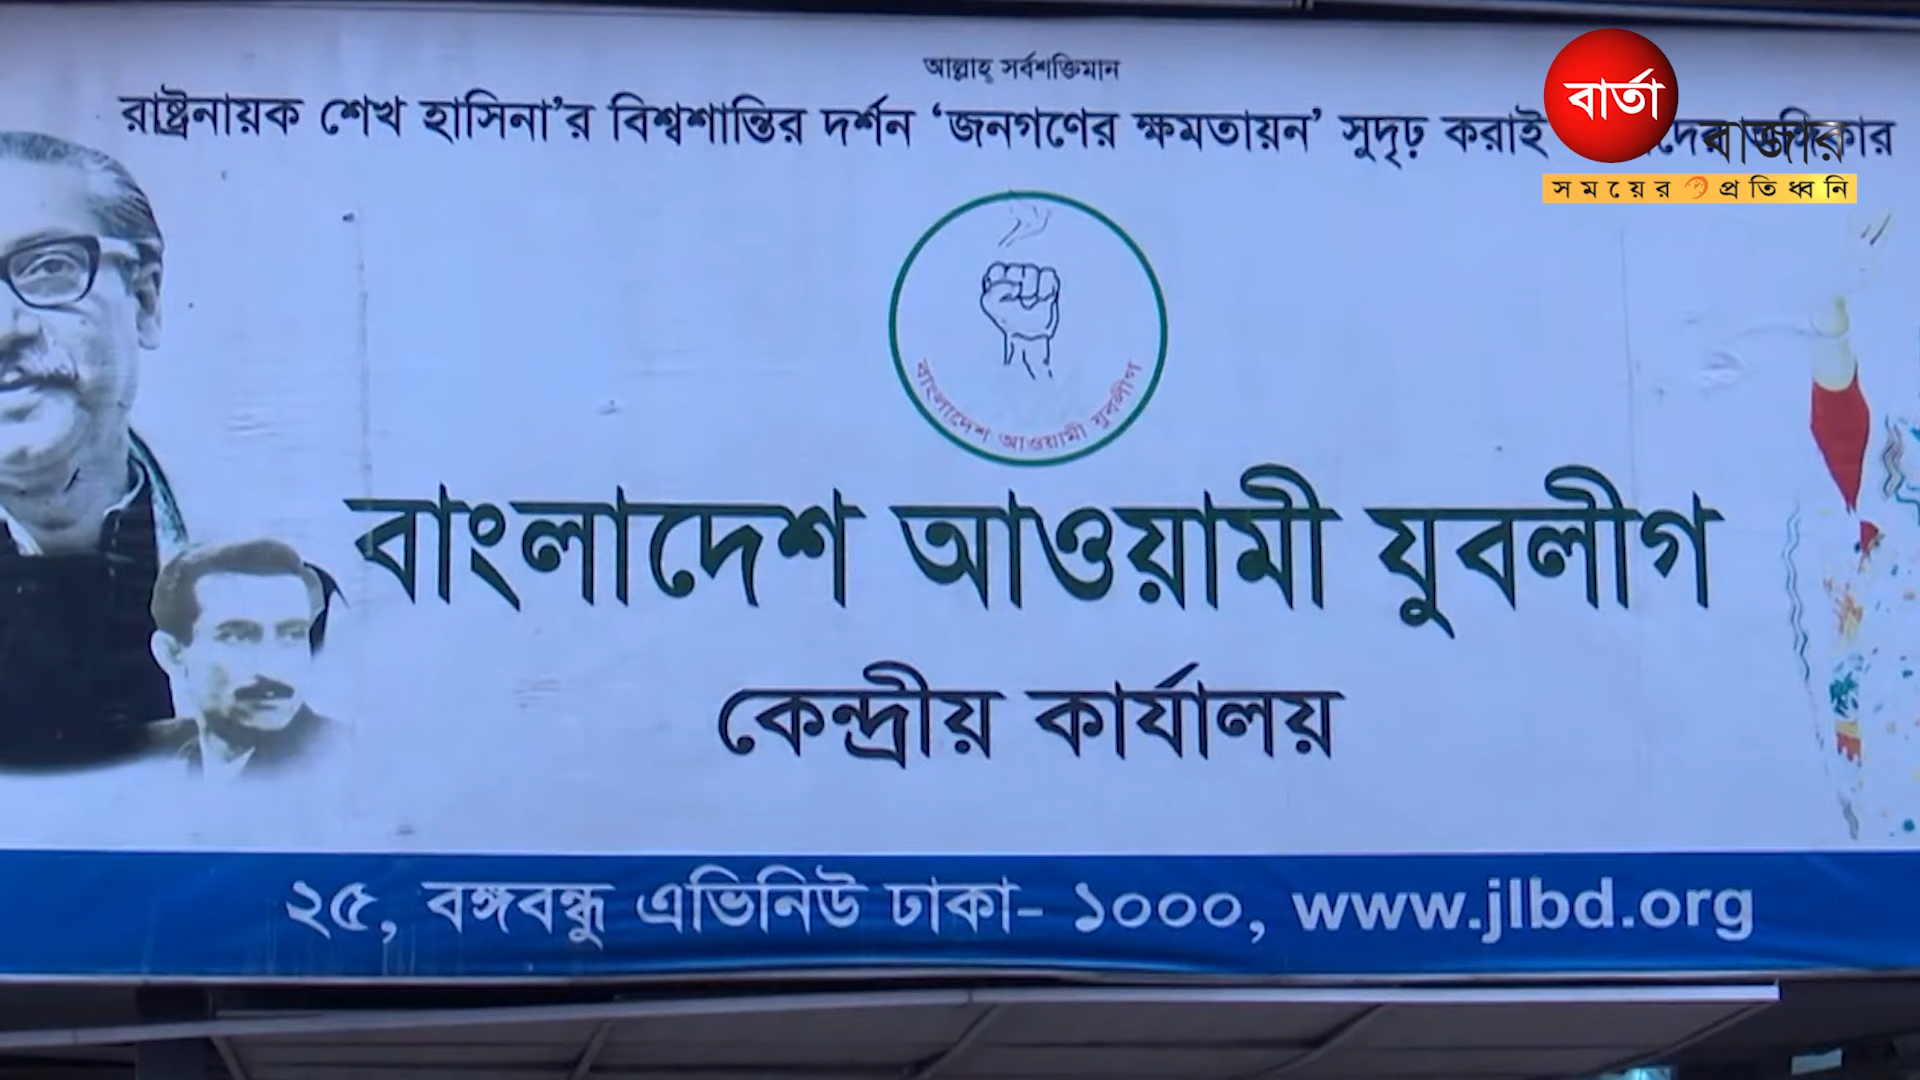 আল্লাহ সর্বশক্তিমান
রাষ্ট্রনায়ক শেখ হাসিনা’র বিশ্বশান্তির দর্শন ‘জনগণের ক্ষমতায়ন’ সুদৃঢ় করাই অঙ্গিকার
বার্তা
বাজার
সময়ের প্রতিধ্বনি
বাংলাদেশ আওয়ামী যুবলীগ
বাংলাদেশ আওয়ামী যুবলীগ
কেন্দ্রীয় কার্যালয়
২৫, বঙ্গবন্ধু এভিনিউ ঢাকা- ১০০০, www.jlbd.org